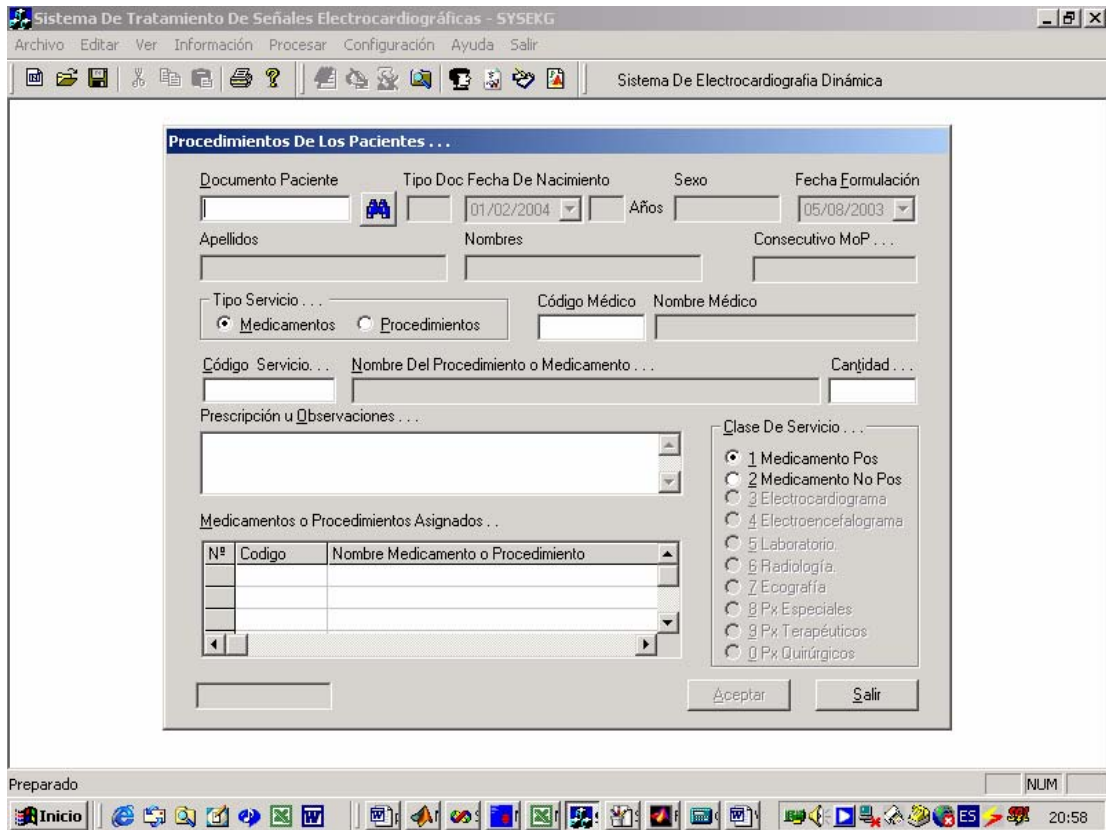 Sistema De Tratamiento De Señales Electrocardiográficas - SYSEKG
Archivo Editar Ver Información Procesar Configuración Ayuda Salir
Sistema De Electrocardiografia Dinámica
Procedimientos De Los Pacientes . . .
Documento Paciente Tipo Doc Fecha De Nacimiento Sexo Fecha Formulación
01/02/2004 Años 05/08/2003
Apellidos Nombres Consecutivo MoP . . .
Tipo Servicio . . . Código Médico Nombre Médico
Medicamentos Procedimientos
Código Servicio. . . Nombre Del Procedimiento o Medicamento . . . Cantidad . . .
Prescripción u Observaciones . . .
Clase De Servicio . . .
1 Medicamento Pos
2 Medicamento No Pos
3 Electrocardiograma
4 Electroencefalograma
5 Laboratorio.
6 Radiología.
7 Ecografía
8 Px Especiales
9 Px Terapéuticos
0 Px Quirúrgicos
Medicamentos o Procedimientos Asignados . .
Nº Codigo Nombre Medicamento o Procedimiento
Aceptar Salir
Preparado NUM
Inicio ES 20:58